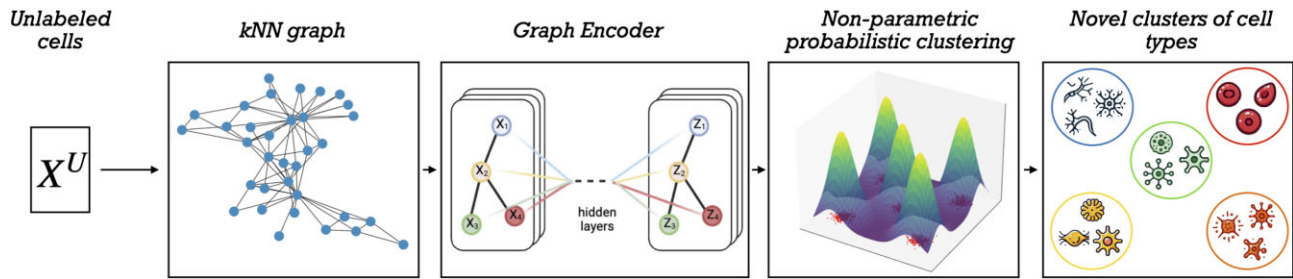 Unlabeled
cells
kNN graph
Graph Encoder
Non-parametric
probabilistic clustering
Novel clusters of cell
types
X^U
X₁
X₂
X₃
X₄
hidden
layers
Z₁
Z₂
Z₃
Z₄